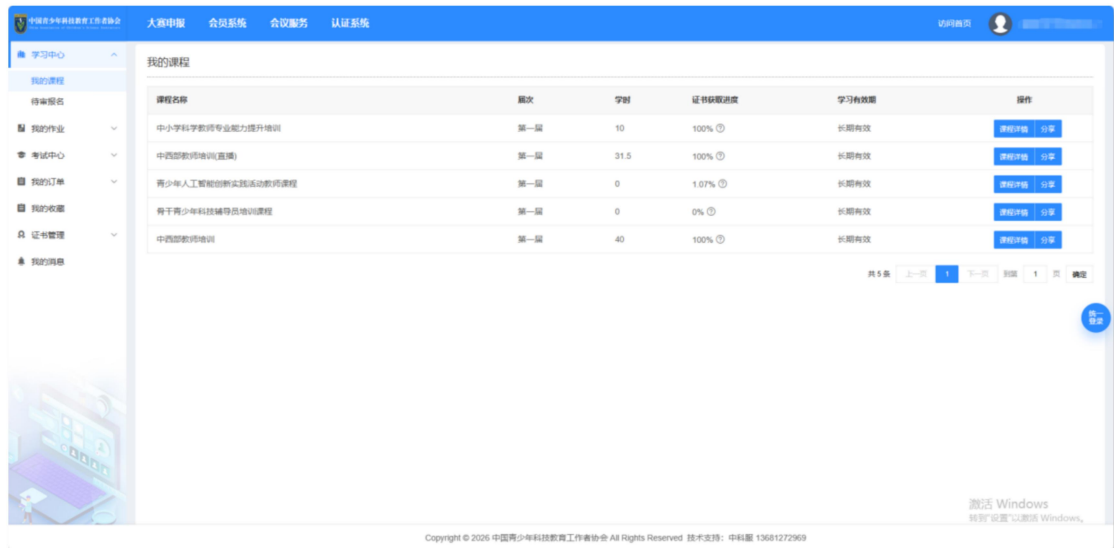 中国青少年科技教育工作者协会
大赛申报 会员系统 会议服务 认证系统 访问首页
学习中心
我的课程
待审报名
我的作业
考试中心
我的订单
我的收藏
证书管理
我的消息
我的课程
课程名称 届次 学时 证书获取进度 学习有效期 操作
中小学科学教师专业能力提升培训 第一届 10 100% 长期有效 课程详情 分享
中西部教师培训(直播) 第一届 31.5 100% 长期有效 课程详情 分享
青少年人工智能创新实践活动教师课程 第一届 0 1.07% 长期有效 课程详情 分享
骨干青少年科技辅导员培训课程 第一届 0 0% 长期有效 课程详情 分享
中西部教师培训 第一届 40 100% 长期有效 课程详情 分享
共 5 条 上一页 1 下一页 到第 1 页 确定
统一
登录
激活 Windows
转到"设置"以激活 Windows。
Copyright © 2026 中国青少年科技教育工作者协会 All Rights Reserved 技术支持：中科服 13681272969